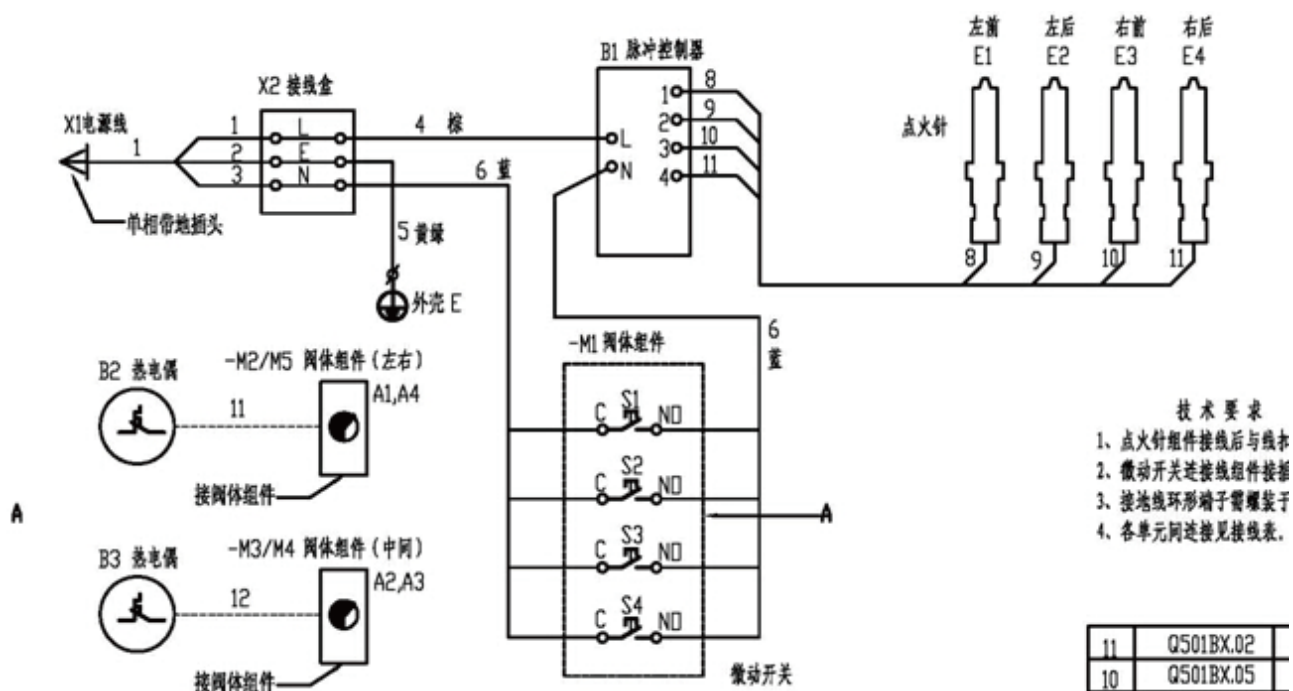 左前 左后 右前 右后
E1 E2 E3 E4
B1 脉冲控制器
X2 接线盒
X1电源线
点火针
1
1 L
2 E
3 N
4 棕
6 蓝
5 黄绿
L
N
1 8
2 9
3 10
4 11
8 9 10 11
单相带地插头
外壳 E
6
蓝
-M1 阀体组件
C S1 NO
C S2 NO
C S3 NO
C S4 NO
微动开关
B2 热电偶
-M2/M5 阀体组件(左右)
A1,A4
11
接阀体组件
B3 热电偶
-M3/M4 阀体组件(中间)
A2,A3
12
接阀体组件
A
A
技术要求
1、点火针组件接线后与线扣
2、微动开关连接线组件接插
3、接地线环形端子需螺装于
4、各单元间连接见接线表.
11 Q501BX.02
10 Q501BX.05